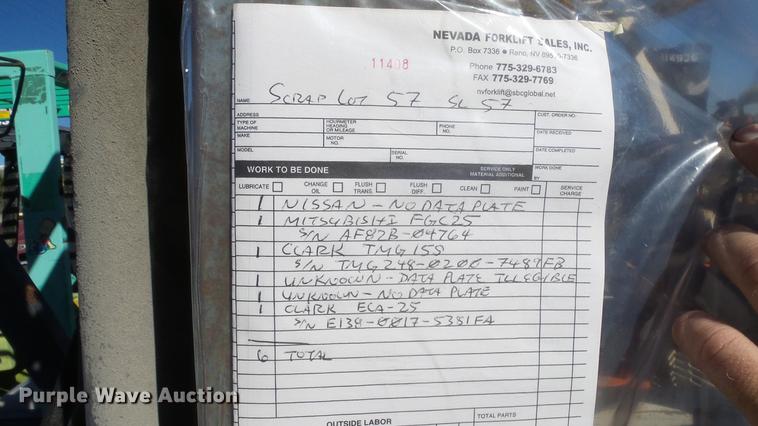 NEVADA FORKLIFT SALES, INC.
P.O. Box 7336 ● Reno, NV 89510-7336
11408
Phone 775-329-6783
FAX 775-329-7769
nvforklift@sbcglobal.net
NAME SCRAP LOT 57 SL 57
ADDRESS CUST. ORDER NO.
TYPE OF MACHINE HOURMETER HEADING OR MILEAGE PHONE NO. DATE RECEIVED
MAKE MOTOR NO.
MODEL SERIAL NO. DATE COMPLETED
WORK TO BE DONE SERVICE ONLY MATERIAL ADDITIONAL WORK DONE BY
LUBRICATE CHANGE OIL FLUSH TRANS. FLUSH DIFF. CLEAN PAINT SERVICE CHARGE
1 NISSAN - NO DATA PLATE
1 MITSUBISHI FGC25
S/N AF82B-04764
1 CLARK TMG15S
S/N TMG248-0200-7489FB
1 UNKNOWN - DATA PLATE ILLEGIBLE
1 UNKNOWN - NO DATA PLATE
1 CLARK ECA-25
S/N E138-0017-5381FA
6 TOTAL
OUTSIDE LABOR TOTAL PARTS
Purple Wave Auction